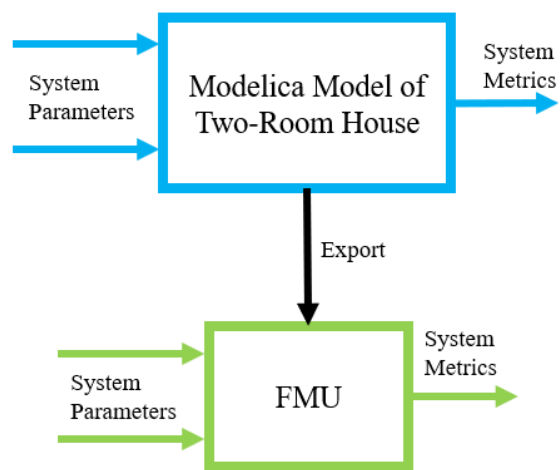 System
Parameters
Modelica Model of
Two-Room House
System
Metrics
Export
System
Parameters
FMU
System
Metrics